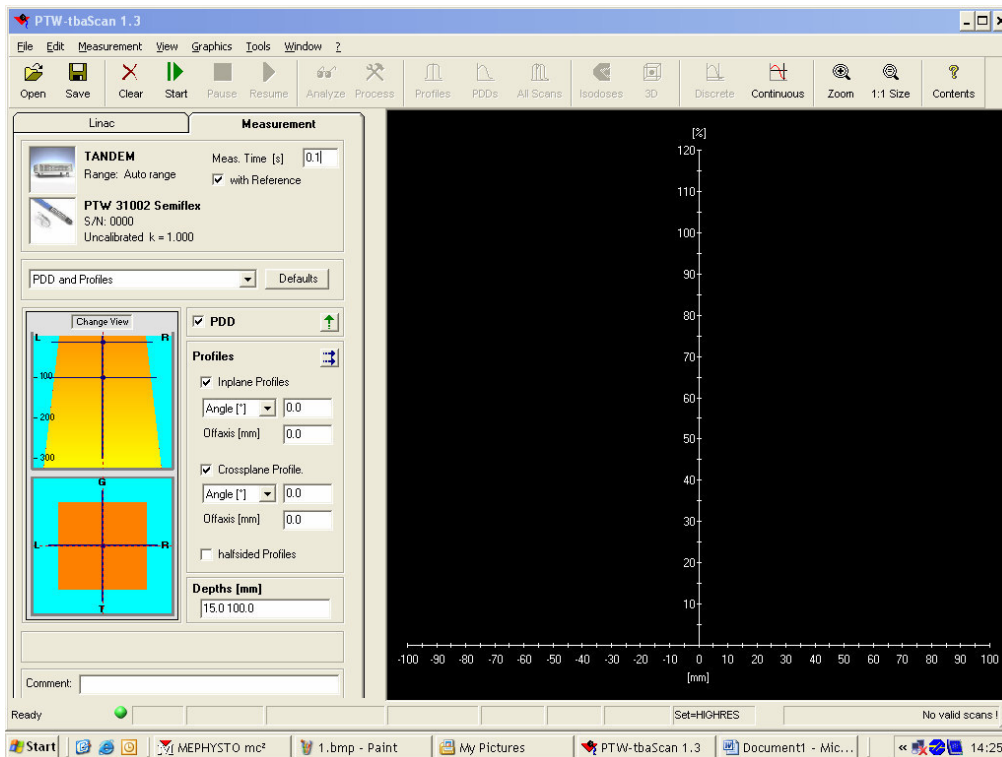 PTW-tbaScan 1.3
File Edit Measurement View Graphics Tools Window ?
Open Save Clear Start Pause Resume Analyze Process Profiles PDDs All Scans Isodoses 3D Discrete Continuous Zoom 1:1 Size Contents
Linac Measurement
TANDEM
Range: Auto range
Meas. Time [s] 0.1
with Reference
PTW 31002 Semiflex
S/N: 0000
Uncalibrated k = 1.000
PDD and Profiles Defaults
Change View
L R
100
200
300
G
L R
T
PDD
Profiles
Inplane Profiles
Angle [°] 0.0
Offaxis [mm] 0.0
Crossplane Profile.
Angle [°] 0.0
Offaxis [mm] 0.0
halfsided Profiles
Depths [mm]
15.0 100.0
Comment:
[%]
120
110
100
90
80
70
60
50
40
30
20
10
-100 -90 -80 -70 -60 -50 -40 -30 -20 -10 0 10 20 30 40 50 60 70 80 90 100
[mm]
Ready Set=HIGHRES No valid scans !
Start MEPHYSTO mc² 1.bmp - Paint My Pictures PTW-tbaScan 1.3 Document1 - Mic... « 14:25